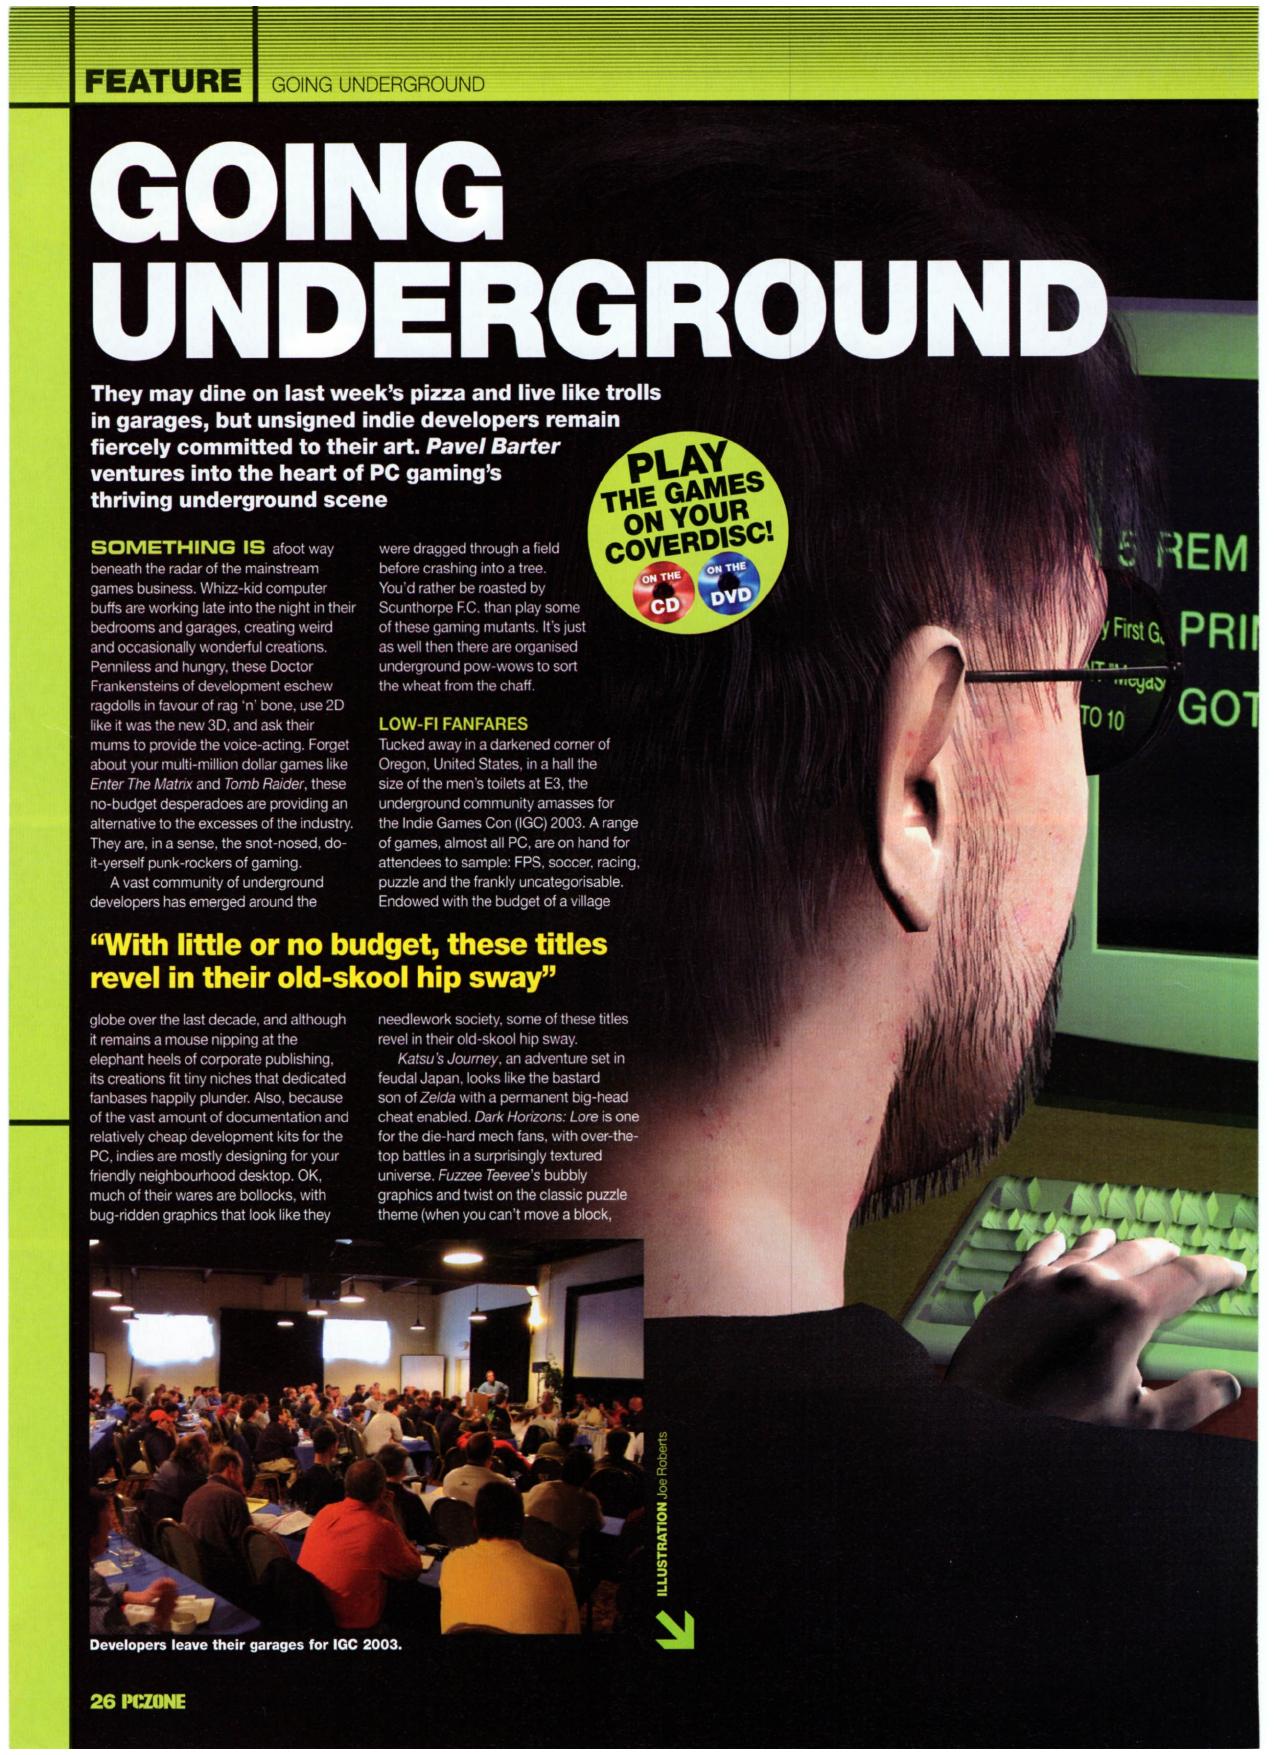 FEATURE
GOING UNDERGROUND
GOING
UNDERGROUND
They may dine on last week's pizza and live like trolls
in garages, but unsigned indie developers remain
fiercely committed to their art. Pavel Barter
ventures into the heart of PC gaming's
thriving underground scene
PLAY
THE GAMES
ON YOUR
COVERDISC!
ON THE
CD
ON THE
DVD
SOMETHING IS afoot way
beneath the radar of the mainstream
games business. Whizz-kid computer
buffs are working late into the night in their
bedrooms and garages, creating weird
and occasionally wonderful creations.
Penniless and hungry, these Doctor
Frankensteins of development eschew
ragdolls in favour of rag 'n' bone, use 2D
like it was the new 3D, and ask their
mums to provide the voice-acting. Forget
about your multi-million dollar games like
Enter The Matrix and Tomb Raider, these
no-budget desperadoes are providing an
alternative to the excesses of the industry.
They are, in a sense, the snot-nosed, do-
it-yerself punk-rockers of gaming.
A vast community of underground
developers has emerged around the
"With little or no budget, these titles
revel in their old-skool hip sway"
globe over the last decade, and although
it remains a mouse nipping at the
elephant heels of corporate publishing,
its creations fit tiny niches that dedicated
fanbases happily plunder. Also, because
of the vast amount of documentation and
relatively cheap development kits for the
PC, indies are mostly designing for your
friendly neighbourhood desktop. OK,
much of their wares are bollocks, with
bug-ridden graphics that look like they
were dragged through a field
before crashing into a tree.
You'd rather be roasted by
Scunthorpe F.C. than play some
of these gaming mutants. It's just
as well then there are organised
underground pow-wows to sort
the wheat from the chaff.
LOW-FI FANFARES
Tucked away in a darkened corner of
Oregon, United States, in a hall the
size of the men's toilets at E3, the
underground community amasses for
the Indie Games Con (IGC) 2003. A range
of games, almost all PC, are on hand for
attendees to sample: FPS, soccer, racing,
puzzle and the frankly uncategorisable.
Endowed with the budget of a village
needlework society, some of these titles
revel in their old-skool hip sway.
Katsu's Journey, an adventure set in
feudal Japan, looks like the bastard
son of Zelda with a permanent big-head
cheat enabled. Dark Horizons: Lore is one
for the die-hard mech fans, with over-the-
top battles in a surprisingly textured
universe. Fuzzee Teevee's bubbly
graphics and twist on the classic puzzle
theme (when you can't move a block,
5 REM
y First G
PRI
NT "MegaS
TO 10
GOT
ILLUSTRATION Joe Roberts
Developers leave their garages for IGC 2003.
26 PCZONE